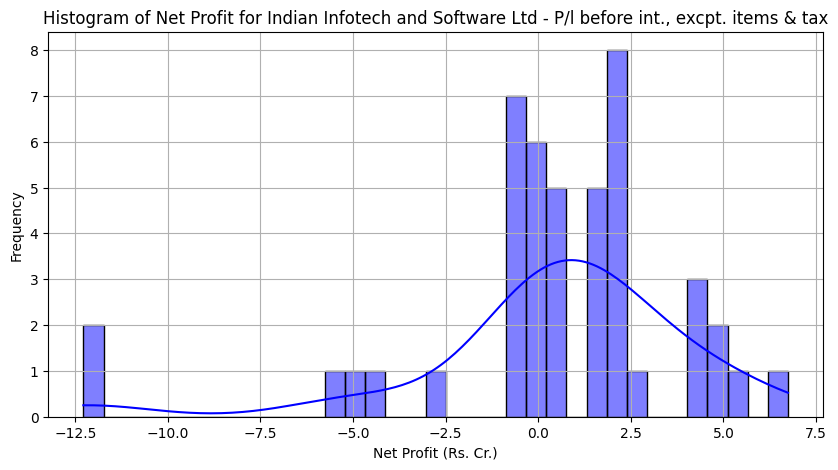 Histogram of Net Profit for Indian Infotech and Software Ltd - P/l before int., excpt. items & tax
8
7
6
5
4
3
2
1
0
Frequency
−12.5 −10.0 −7.5 −5.0 −2.5 0.0 2.5 5.0 7.5
Net Profit (Rs. Cr.)